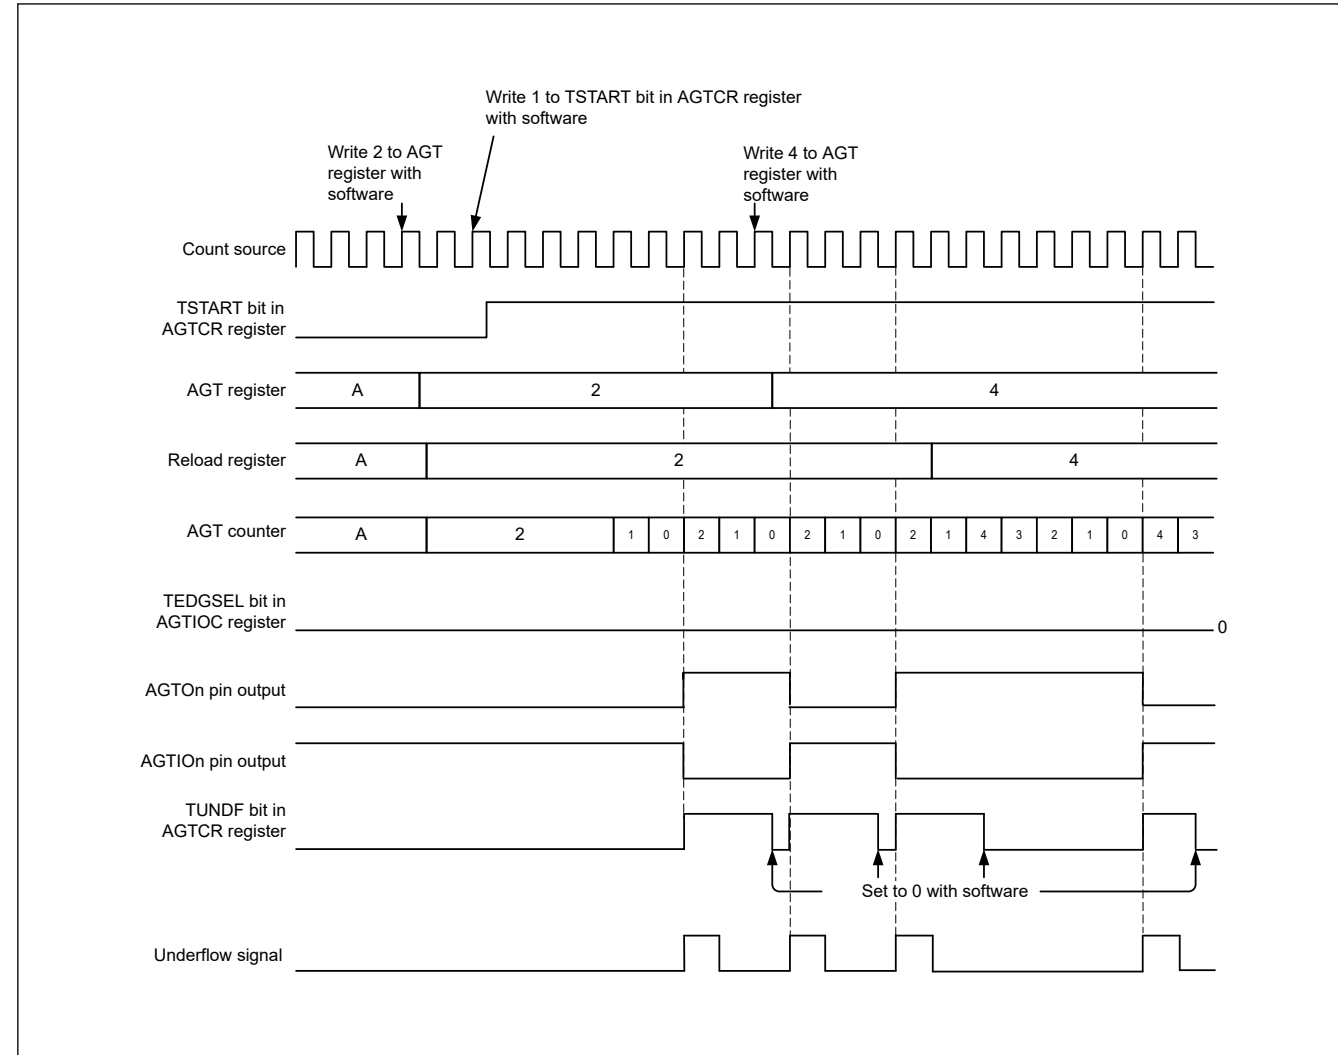 Write 1 to TSTART bit in AGTCR register
with software
Write 2 to AGT
register with
software
Write 4 to AGT
register with
software
Count source
TSTART bit in
AGTCR register
AGT register
A
2
4
Reload register
A
2
4
AGT counter
A
2
1
0
2
1
0
2
1
0
2
1
4
3
2
1
0
4
3
TEDGSEL bit in
AGTIOC register
0
AGTOn pin output
AGTIOn pin output
TUNDF bit in
AGTCR register
Set to 0 with software
Underflow signal